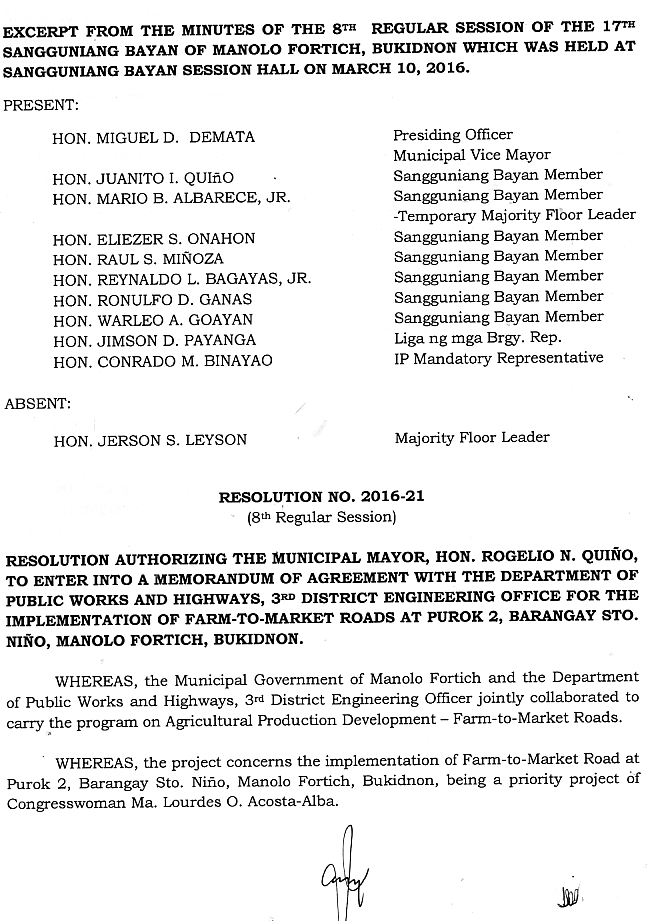 EXCERPT FROM THE MINUTES OF THE 8TH REGULAR SESSION OF THE 17TH
SANGGUNIANG BAYAN OF MANOLO FORTICH, BUKIDNON WHICH WAS HELD AT
SANGGUNIANG BAYAN SESSION HALL ON MARCH 10, 2016.
PRESENT:
HON. MIGUEL D. DEMATA Presiding Officer
Municipal Vice Mayor
HON. JUANITO I. QUIñO Sangguniang Bayan Member
HON. MARIO B. ALBARECE, JR. Sangguniang Bayan Member
-Temporary Majority Floor Leader
HON. ELIEZER S. ONAHON Sangguniang Bayan Member
HON. RAUL S. MIÑOZA Sangguniang Bayan Member
HON. REYNALDO L. BAGAYAS, JR. Sangguniang Bayan Member
HON. RONULFO D. GANAS Sangguniang Bayan Member
HON. WARLEO A. GOAYAN Sangguniang Bayan Member
HON. JIMSON D. PAYANGA Liga ng mga Brgy. Rep.
HON. CONRADO M. BINAYAO IP Mandatory Representative
ABSENT:
HON. JERSON S. LEYSON Majority Floor Leader
RESOLUTION NO. 2016-21
(8th Regular Session)
RESOLUTION AUTHORIZING THE MUNICIPAL MAYOR, HON. ROGELIO N. QUIÑO,
TO ENTER INTO A MEMORANDUM OF AGREEMENT WITH THE DEPARTMENT OF
PUBLIC WORKS AND HIGHWAYS, 3RD DISTRICT ENGINEERING OFFICE FOR THE
IMPLEMENTATION OF FARM-TO-MARKET ROADS AT PUROK 2, BARANGAY STO.
NIÑO, MANOLO FORTICH, BUKIDNON.
WHEREAS, the Municipal Government of Manolo Fortich and the Department
of Public Works and Highways, 3rd District Engineering Officer jointly collaborated to
carry the program on Agricultural Production Development – Farm-to-Market Roads.
WHEREAS, the project concerns the implementation of Farm-to-Market Road at
Purok 2, Barangay Sto. Niño, Manolo Fortich, Bukidnon, being a priority project of
Congresswoman Ma. Lourdes O. Acosta-Alba.